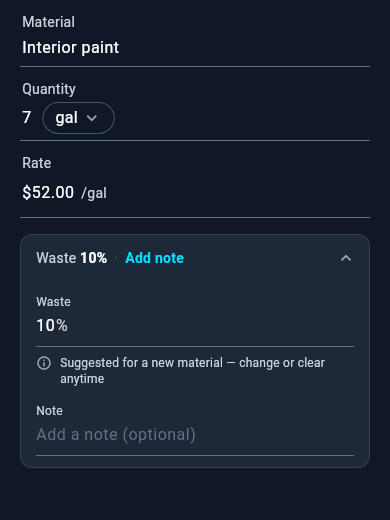 Material
Interior paint
Quantity
7 gal
Rate
$52.00 /gal
Waste 10% · Add note
Waste
10%
Suggested for a new material — change or clear
anytime
Note
Add a note (optional)